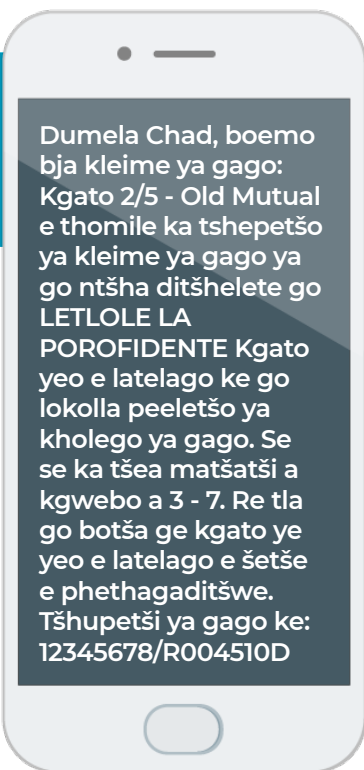 Dumela Chad, boemo
bja kleime ya gago:
Kgato 2/5 - Old Mutual
e thomile ka tshepetšo
ya kleime ya gago ya
go ntšha ditšhelete go
LETLOLE LA
POROFIDENTE Kgato
yeo e latelago ke go
lokolla peeletšo ya
kholego ya gago. Se
se ka tšea matšatši a
kgwebo a 3 - 7. Re tla
go botša ge kgato ye
yeo e latelago e šetše
e phethagaditšwe.
Tšhupetši ya gago ke:
12345678/R004510D